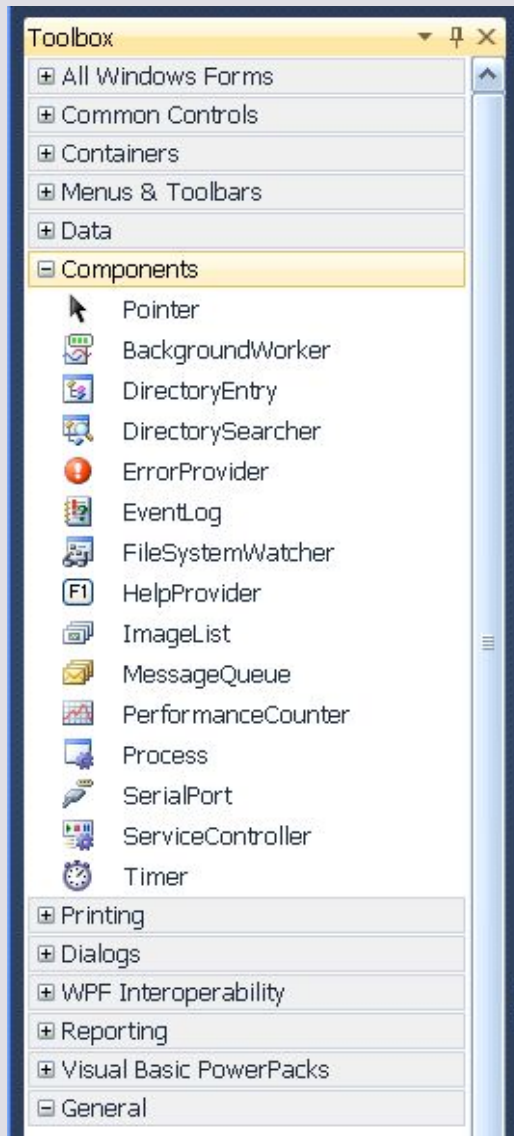 Toolbox
All Windows Forms
Common Controls
Containers
Menus & Toolbars
Data
Components
Pointer
BackgroundWorker
DirectoryEntry
DirectorySearcher
ErrorProvider
EventLog
FileSystemWatcher
F1 HelpProvider
ImageList
MessageQueue
PerformanceCounter
Process
SerialPort
ServiceController
Timer
Printing
Dialogs
WPF Interoperability
Reporting
Visual Basic PowerPacks
General